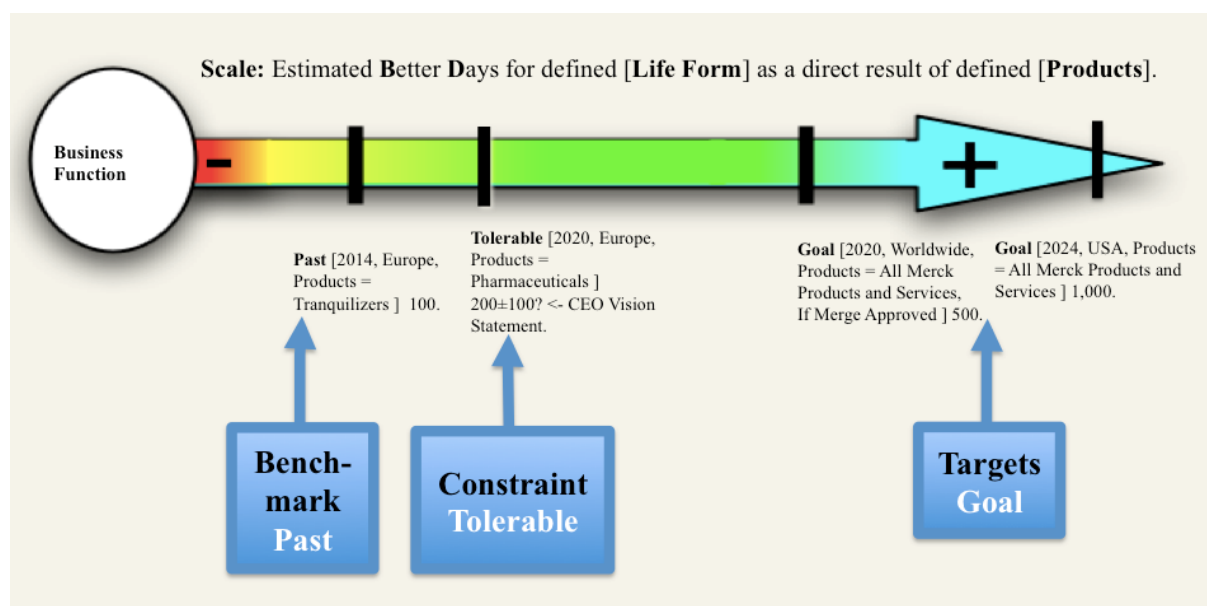 Scale: Estimated Better Days for defined [Life Form] as a direct result of defined [Products].
Business
Function
-
+
Past [2014, Europe,
Products =
Tranquilizers ] 100.
Tolerable [2020, Europe,
Products =
Pharmaceuticals ]
200±100? <- CEO Vision
Statement.
Goal [2020, Worldwide,
Products = All Merck
Products and Services,
If Merge Approved ] 500.
Goal [2024, USA, Products
= All Merck Products and
Services ] 1,000.
Bench-
mark
Past
Constraint
Tolerable
Targets
Goal